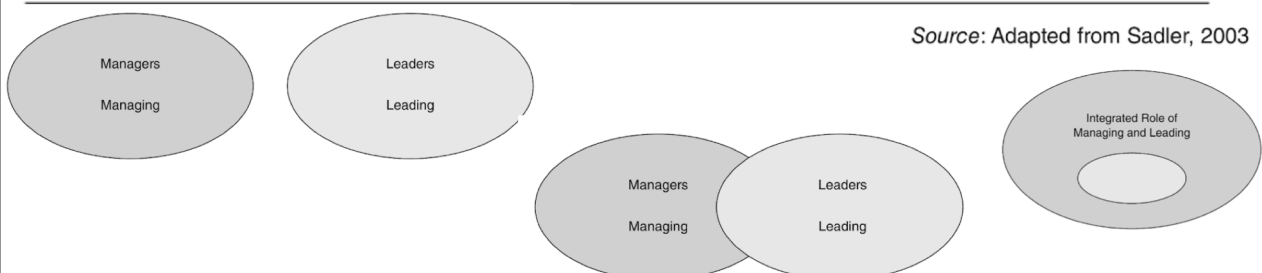 Source: Adapted from Sadler, 2003
Managers
Managing
Leaders
Leading
Integrated Role of
Managing and Leading
Managers
Managing
Leaders
Leading